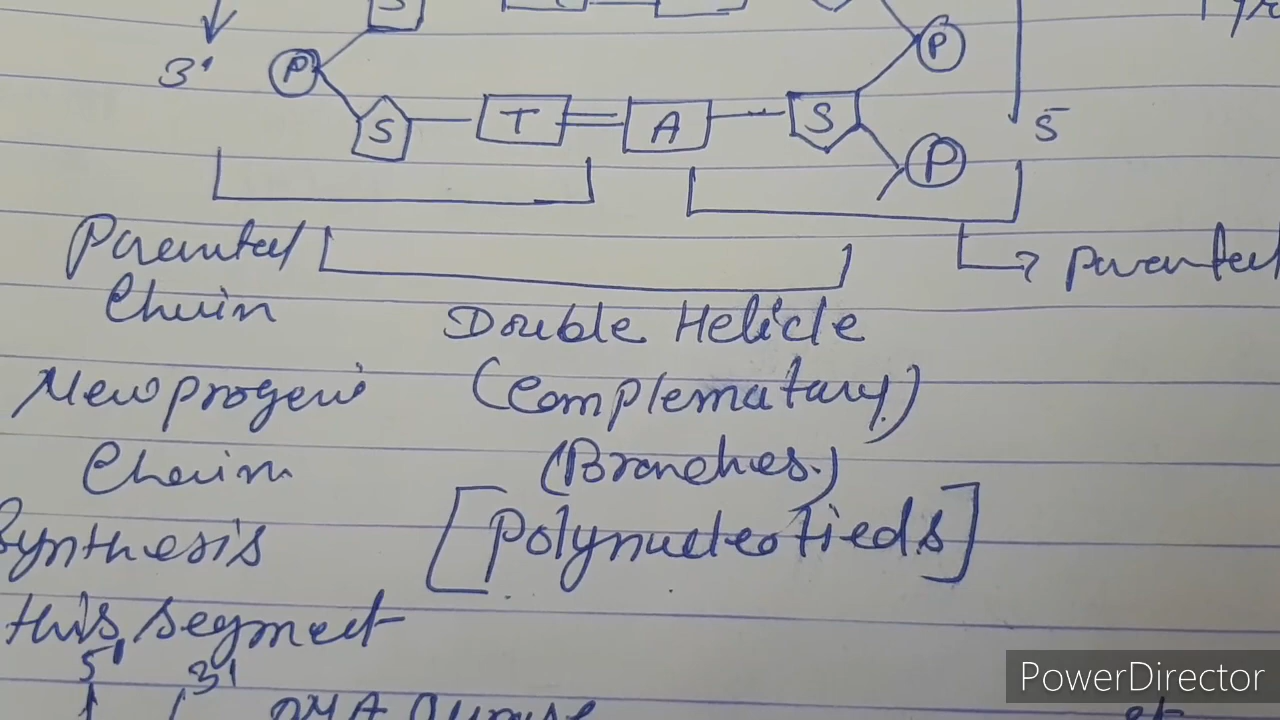 3' P P
S T A S 5
P
Parental parental
Chain Double Helicle
New progeni (Complematary)
Chain (Branches.)
Synthesis [Polynucleotieds]
this segment
5' 3'
DNA
PowerDirector